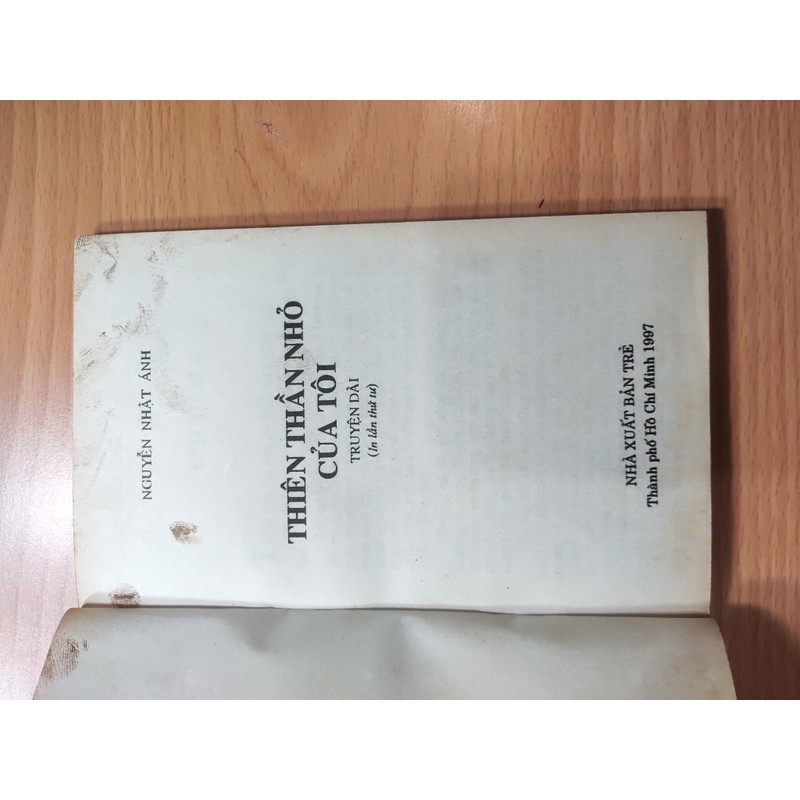 NGUYỄN NHẬT ÁNH
THIÊN THẦN NHỎ
CỦA TÔI
TRUYỆN DÀI
(In lần thứ tư)
NHÀ XUẤT BẢN TRẺ
Thành phố Hồ Chí Minh 1997